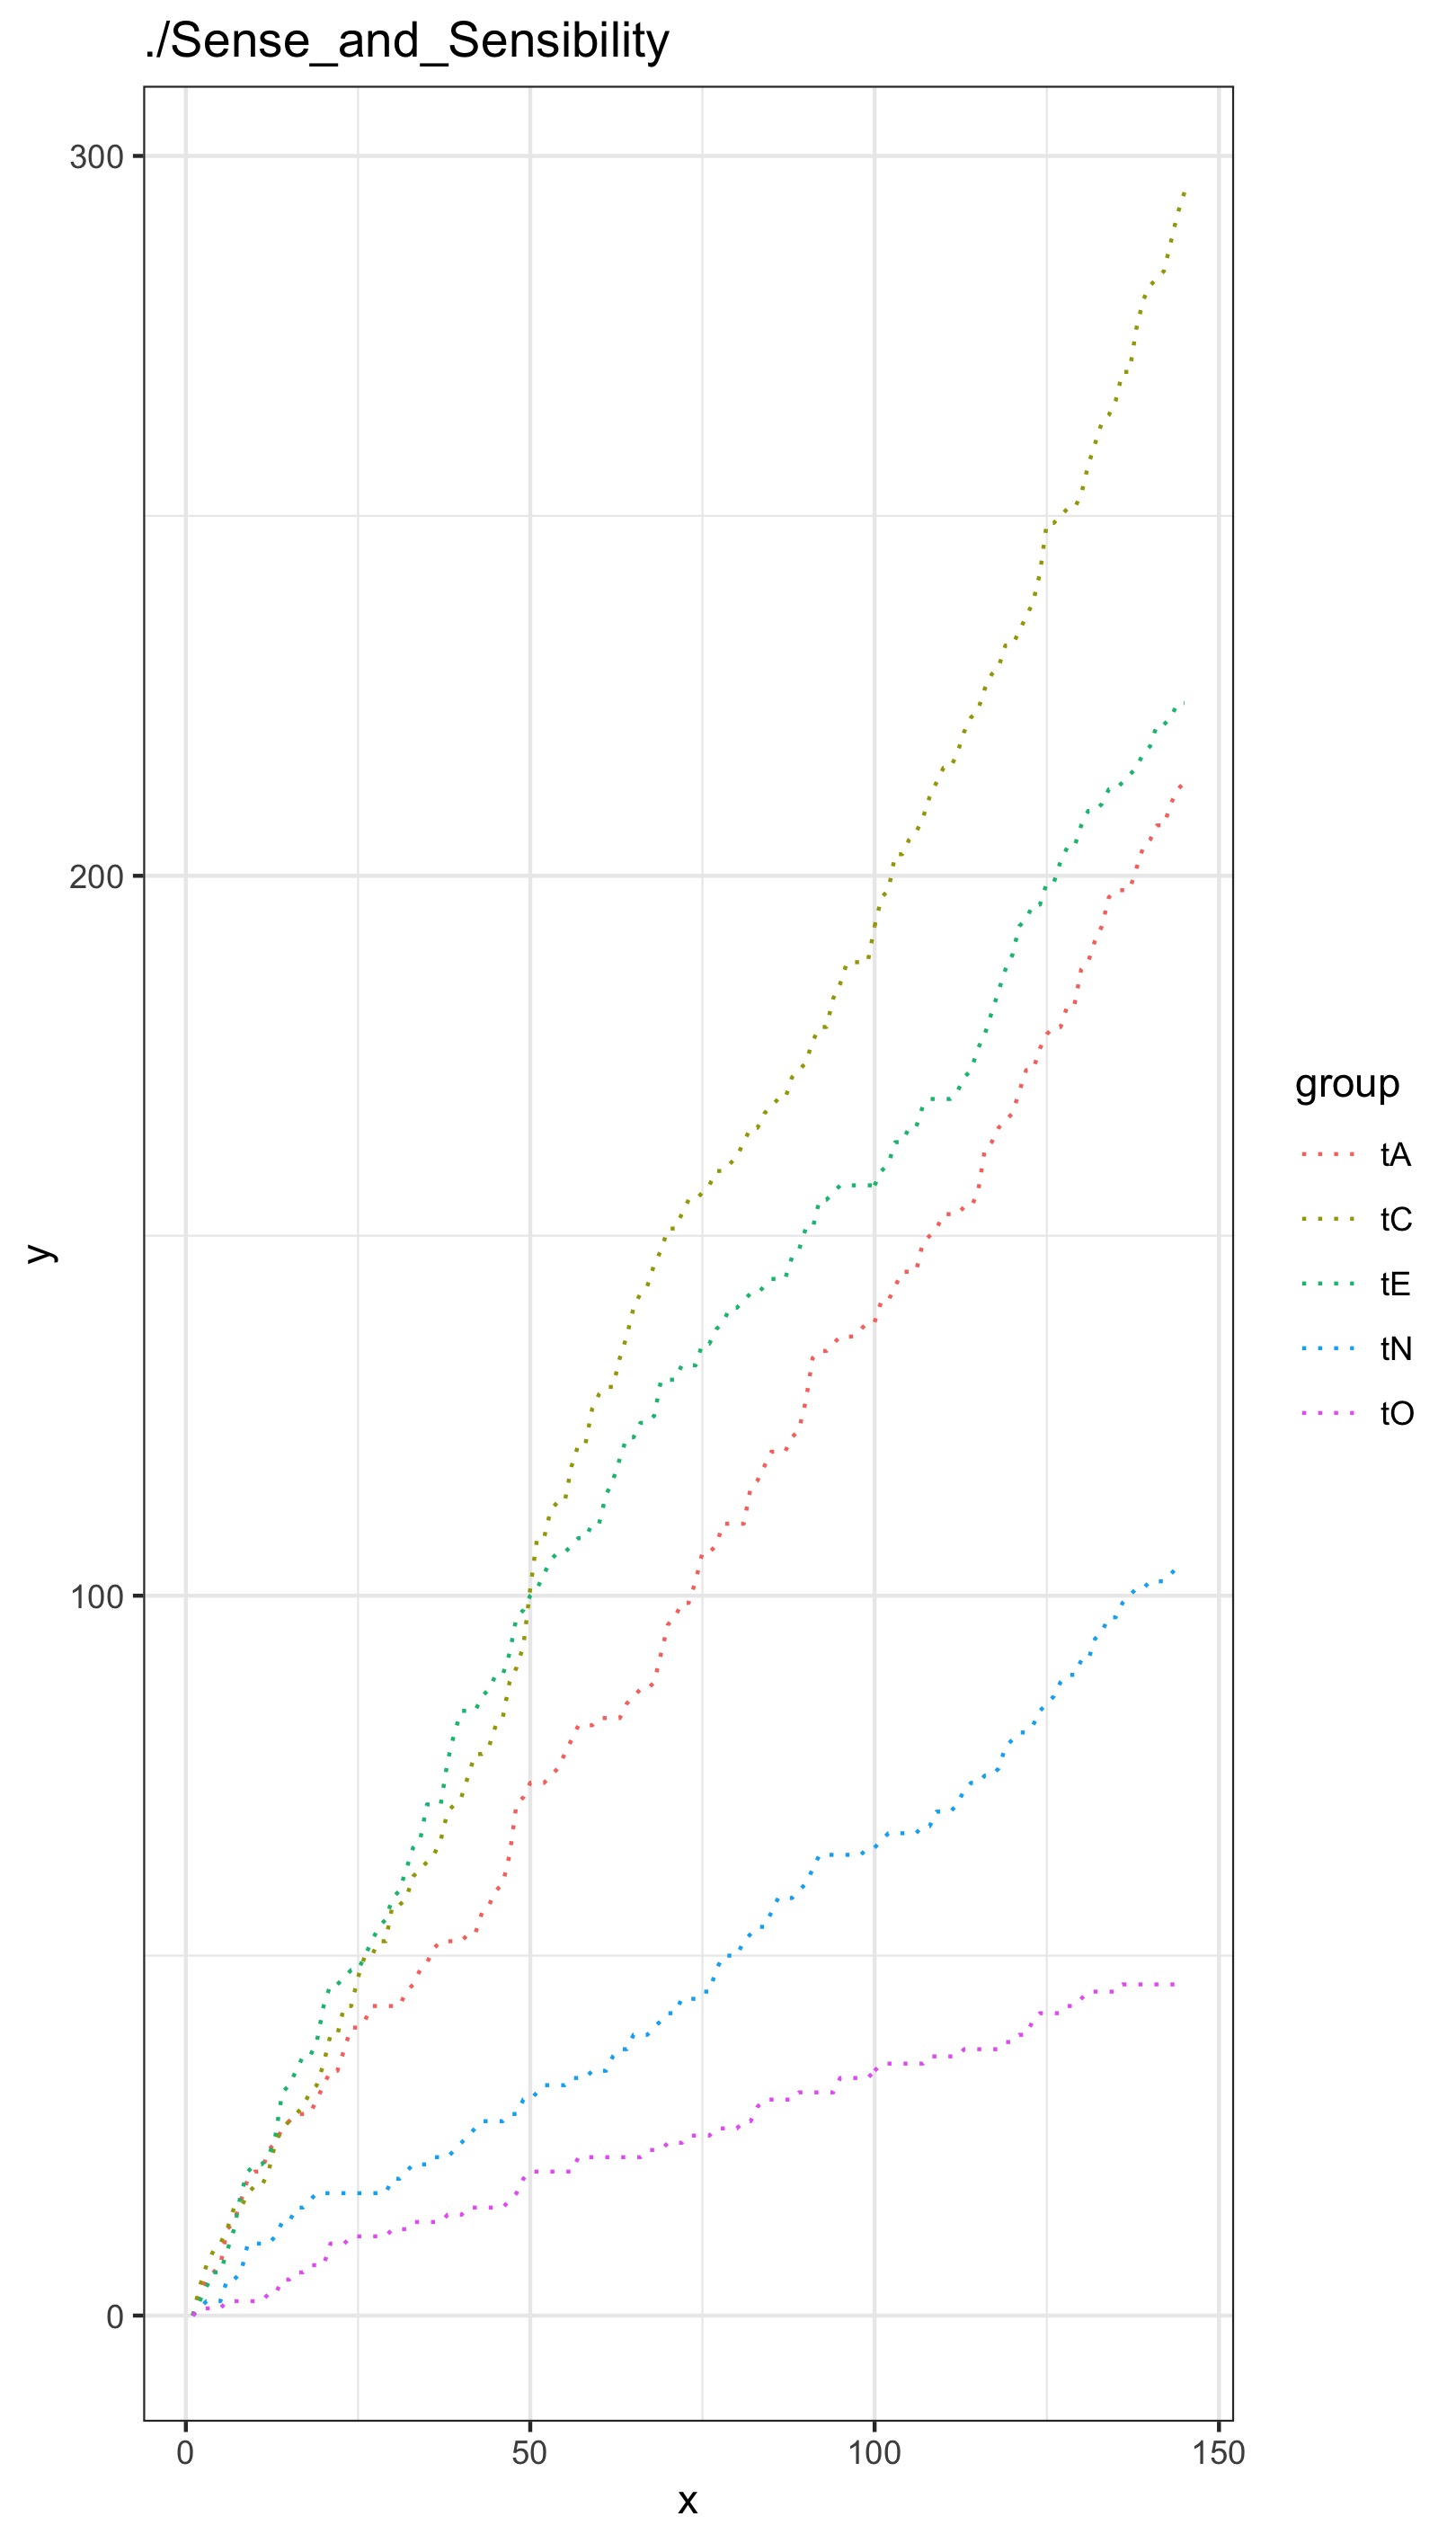 ./Sense_and_Sensibility
300
200
100
0
y
0 50 100 150
x
group
tA
tC
tE
tN
tO